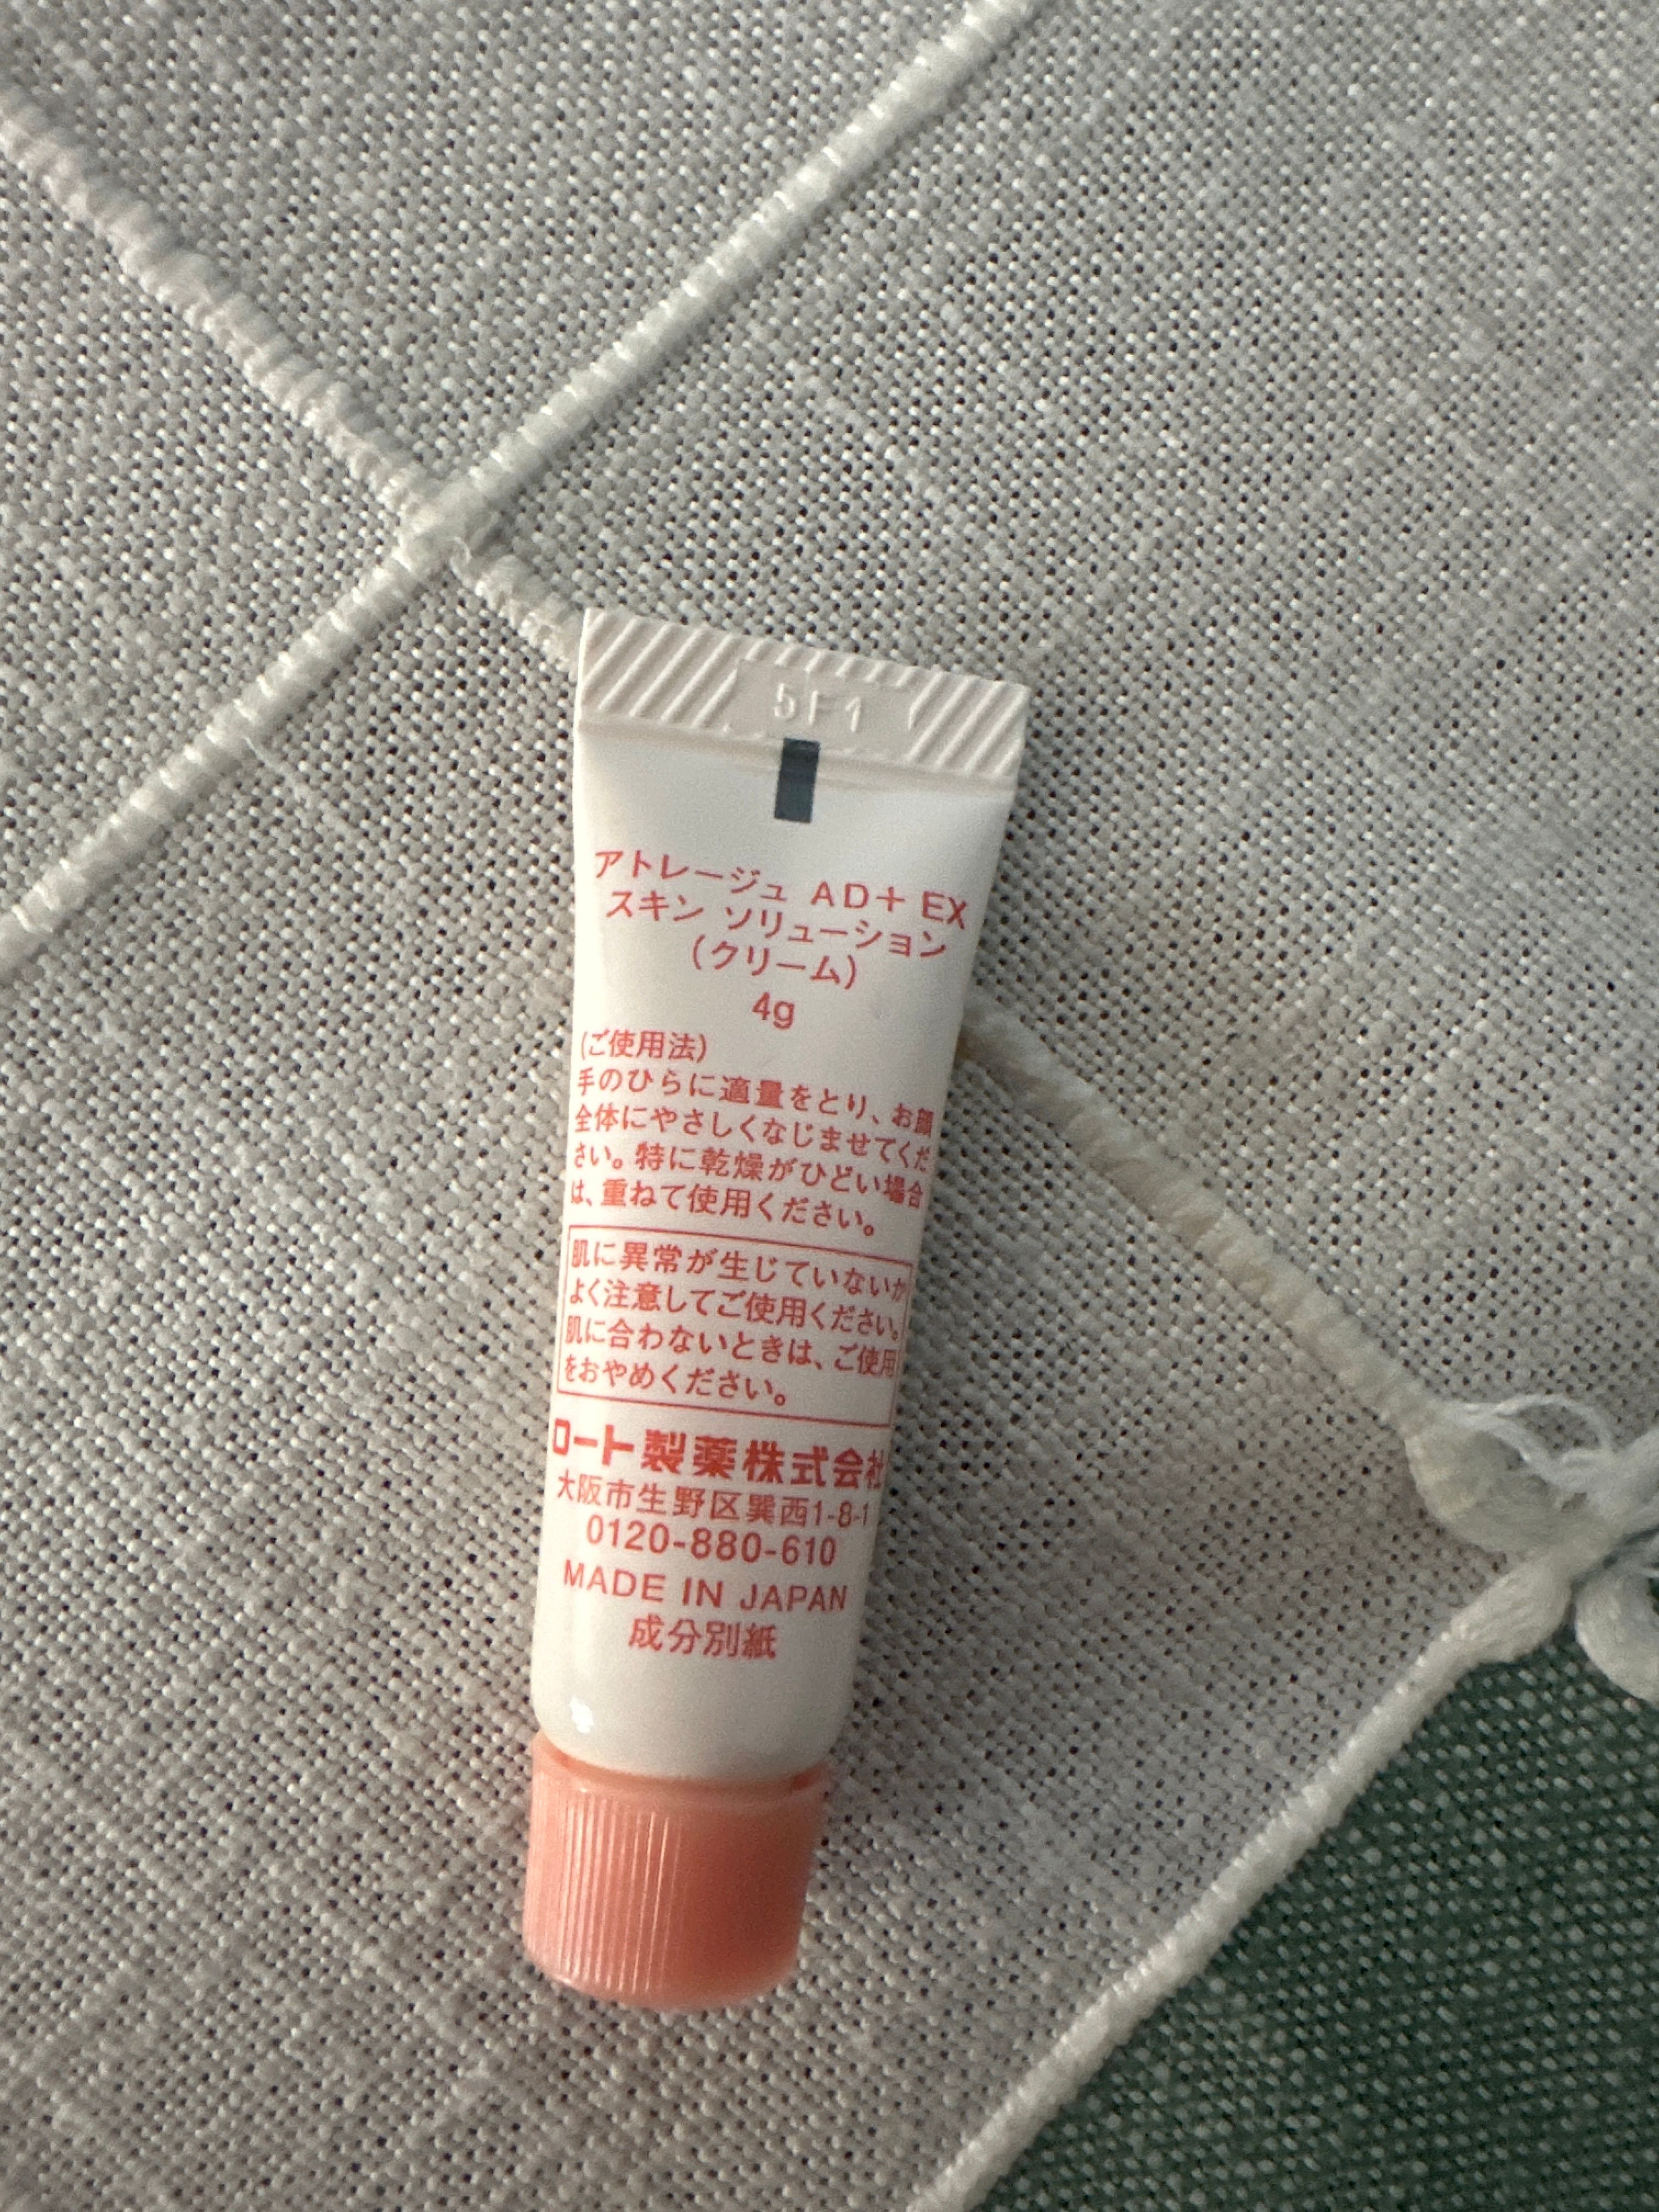 5F1
アトレージュ AD+ EX
スキン ソリューション
(クリーム)
4g
(ご使用法)
手のひらに適量をとり、お顔
全体にやさしくなじませてくだ
さい。特に乾燥がひどい場合
は、重ねて使用ください。
肌に異常が生じていないか
よく注意してご使用ください。
肌に合わないときは、ご使用
をおやめください。
ロート製薬株式会社
大阪市生野区巽西1-8-1
0120-880-610
MADE IN JAPAN
成分別紙